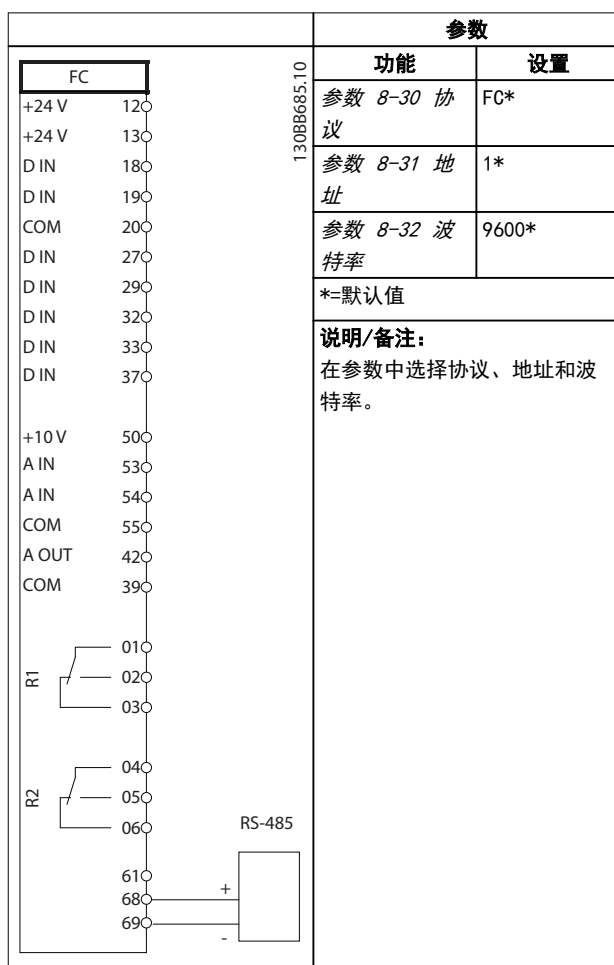 FC
130BB685.10
+24 V 12
+24 V 13
D IN 18
D IN 19
COM 20
D IN 27
D IN 29
D IN 32
D IN 33
D IN 37
+10 V 50
A IN 53
A IN 54
COM 55
A OUT 42
COM 39
R1
01
02
03
R2
04
05
06
RS-485
61
68 +
69 -
参数
功能 设置
参数 8-30 协 FC*
议
参数 8-31 地 1*
址
参数 8-32 波 9600*
特率
*=默认值
说明/备注：
在参数中选择协议、地址和波
特率。